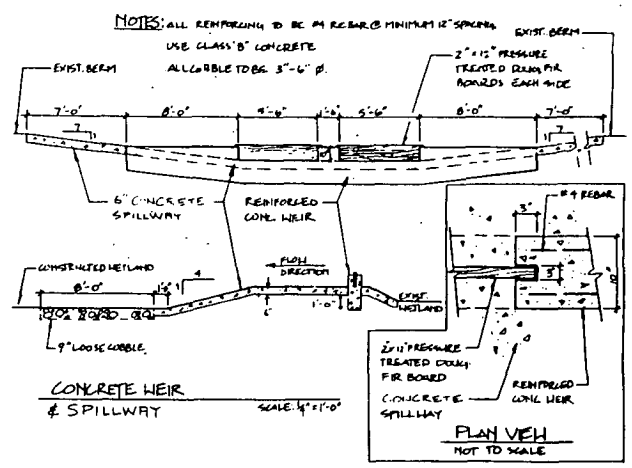 NOTES: ALL REINFORCING TO BE #4 REBAR @ MINIMUM 12" SPACING
USE CLASS "B" CONCRETE
ALL COBBLE TO BE 3"-6" Ø.
EXIST. BERM
EXIST. BERM
2" x 12" PRESSURE
TREATED DOUG. FIR
BOARDS EACH SIDE
7'-0"
8'-0"
4'-6"
1'-6"
5'-6"
8'-0"
7'-0"
7
1
7
1
6" CONCRETE
SPILLWAY
REINFORCED
CONC. WEIR
CONSTRUCTED WETLAND
8'-0"
4
1
FLOW
DIRECTION
6"
1'-0"
EXIST.
WETLAND
9" LOOSE COBBLE
CONCRETE WEIR
& SPILLWAY
SCALE: ¼" = 1'-0"
3"
#4 REBAR
3"
10"
2"x12" PRESSURE
TREATED DOUG.
FIR BOARD
CONCRETE
SPILLWAY
REINFORCED
CONC. WEIR
PLAN VEIW
NOT TO SCALE